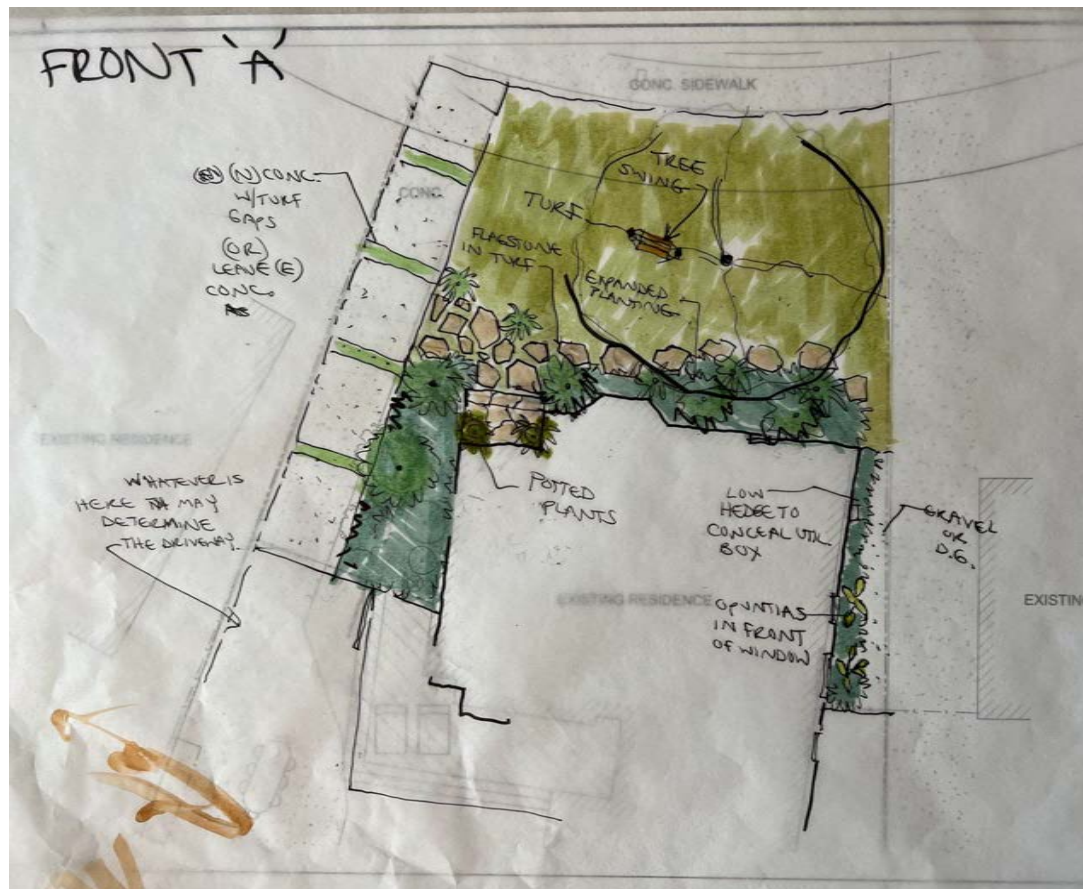 FRONT 'A'
CONC. SIDEWALK
(N) CONC.
W/TURF
GAPS
(OR)
LEAVE (E)
CONC.
CONC.
TREE
SWING
TURF
FLAGSTONE
IN TURF
EXPANDED
PLANTING
EXISTING RESIDENCE
WHATEVER IS
HERE MAY
DETERMINE
THE DRIVEWAY
POTTED
PLANTS
LOW
HEDGE TO
CONCEAL UTIL
BOX
GRAVEL
OR
D.G.
EXISTING RESIDENCE
OPUNTIAS
IN FRONT
OF WINDOW
EXISTIN